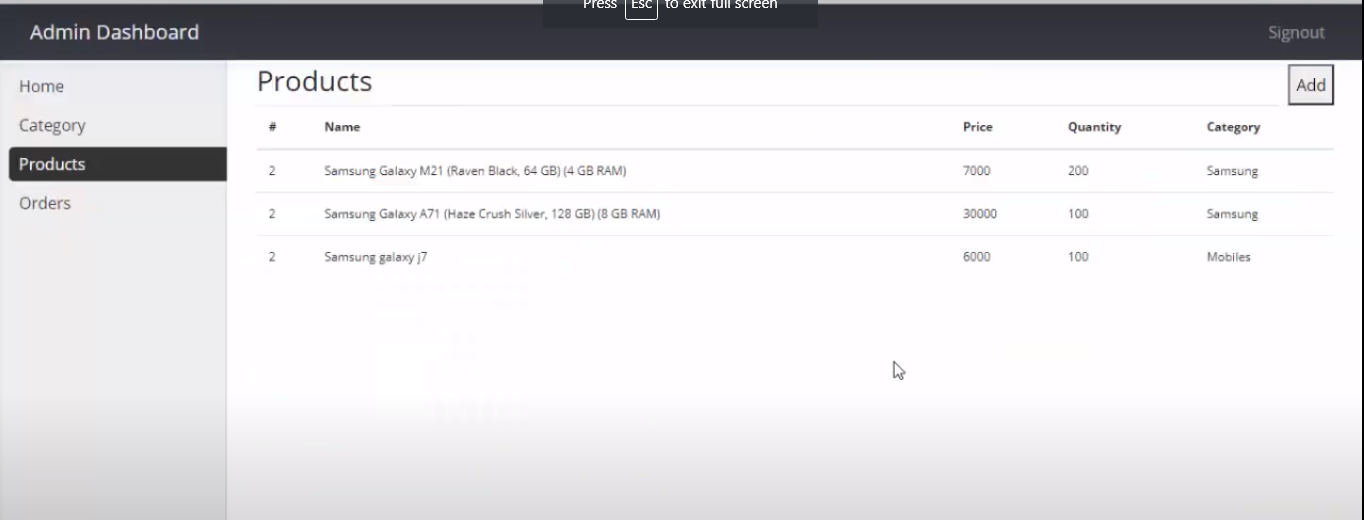 Press Esc to exit full screen
Admin Dashboard Signout
Home
Category
Products
Orders
Products Add
# Name Price Quantity Category
2 Samsung Galaxy M21 (Raven Black, 64 GB) (4 GB RAM) 7000 200 Samsung
2 Samsung Galaxy A71 (Haze Crush Silver, 128 GB) (8 GB RAM) 30000 100 Samsung
2 Samsung galaxy j7 6000 100 Mobiles